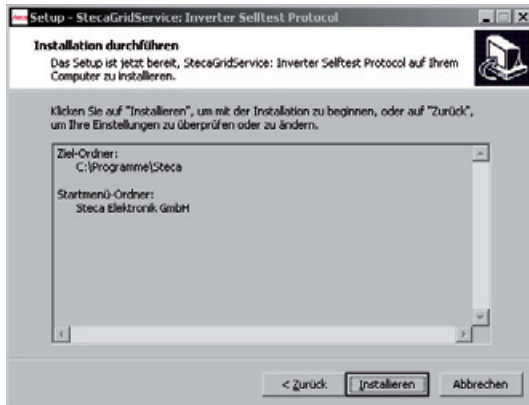 Setup - StecaGridService: Inverter Selftest Protocol
Installation durchführen
Das Setup ist jetzt bereit, StecaGridService: Inverter Selftest Protocol auf Ihrem
Computer zu installieren.
Klicken Sie auf "Installieren", um mit der Installation zu beginnen, oder auf "Zurück",
um Ihre Einstellungen zu überprüfen oder zu ändern.
Ziel-Ordner:
C:\Programme\Steca
Startmenü-Ordner:
Steca Elektronik GmbH
< Zurück
Installieren
Abbrechen